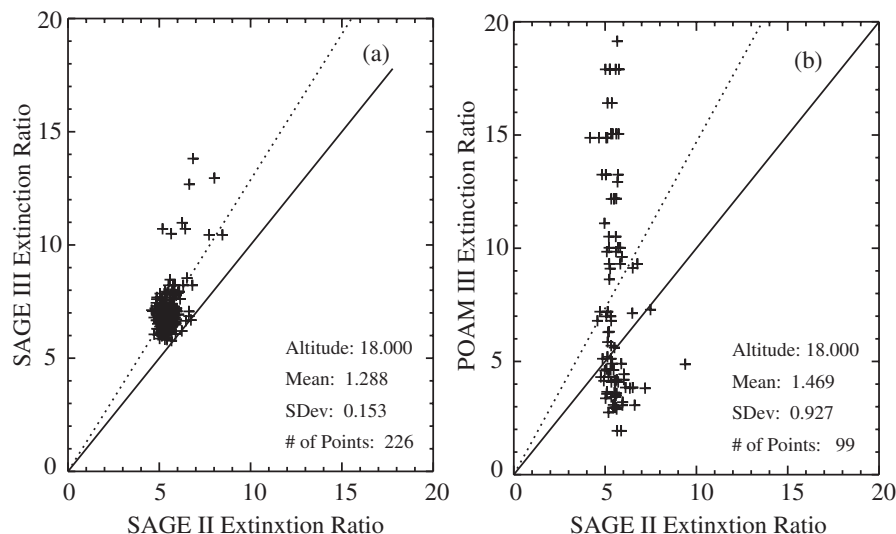 20
(a)
15
10
5
0
SAGE III Extinction Ratio
Altitude: 18.000
Mean: 1.288
SDev: 0.153
# of Points: 226
0 5 10 15 20
SAGE II Extinxtion Ratio
20
(b)
15
10
5
0
POAM III Extinction Ratio
Altitude: 18.000
Mean: 1.469
SDev: 0.927
# of Points: 99
0 5 10 15 20
SAGE II Extinxtion Ratio